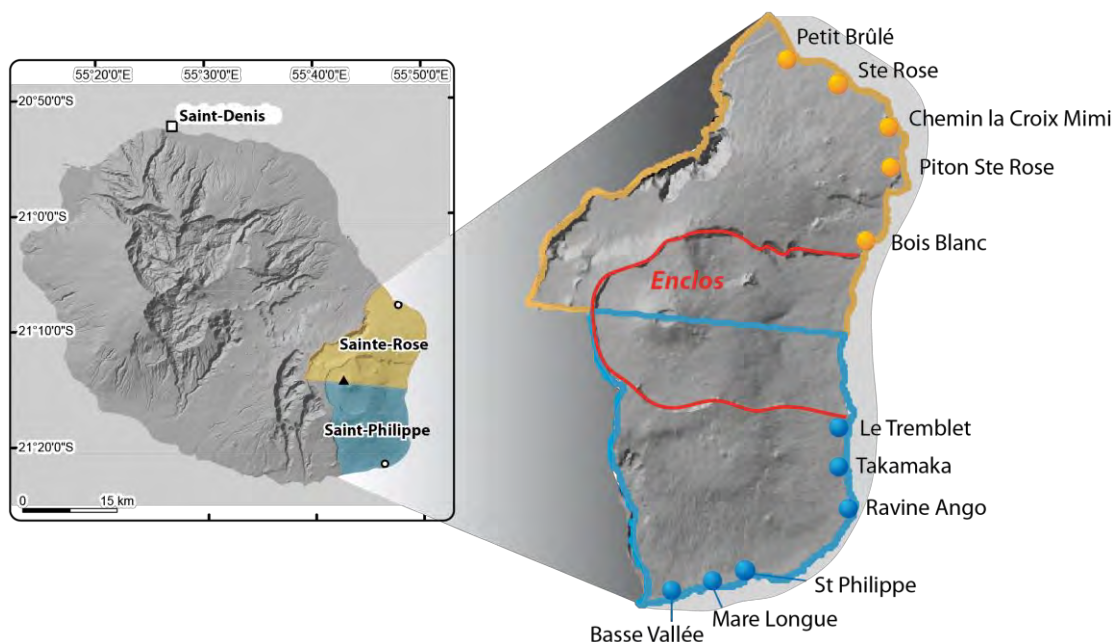 55°20'0"E
55°30'0"E
55°40'0"E
55°50'0"E
20°50'0"S
21°0'0"S
21°10'0"S
21°20'0"S
Saint-Denis
Sainte-Rose
Saint-Philippe
0
15 km
Petit Brûlé
Ste Rose
Chemin la Croix Mimi
Piton Ste Rose
Bois Blanc
Enclos
Le Tremblet
Takamaka
Ravine Ango
St Philippe
Mare Longue
Basse Vallée